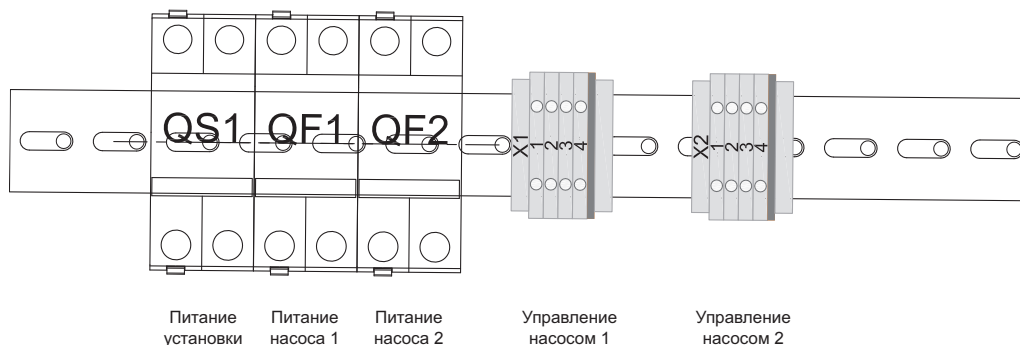 QS1 QF1 QF2
X1 1 2 3 4
1 2 3 4 X2
Питание установки
Питание насоса 1
Питание насоса 2
Управление насосом 1
Управление насосом 2